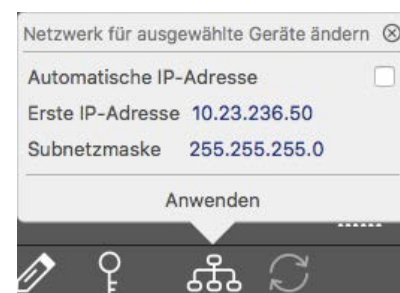 Netzwerk für ausgewählte Geräte ändern
Automatische IP-Adresse
Erste IP-Adresse 10.23.236.50
Subnetzmaske 255.255.255.0
Anwenden